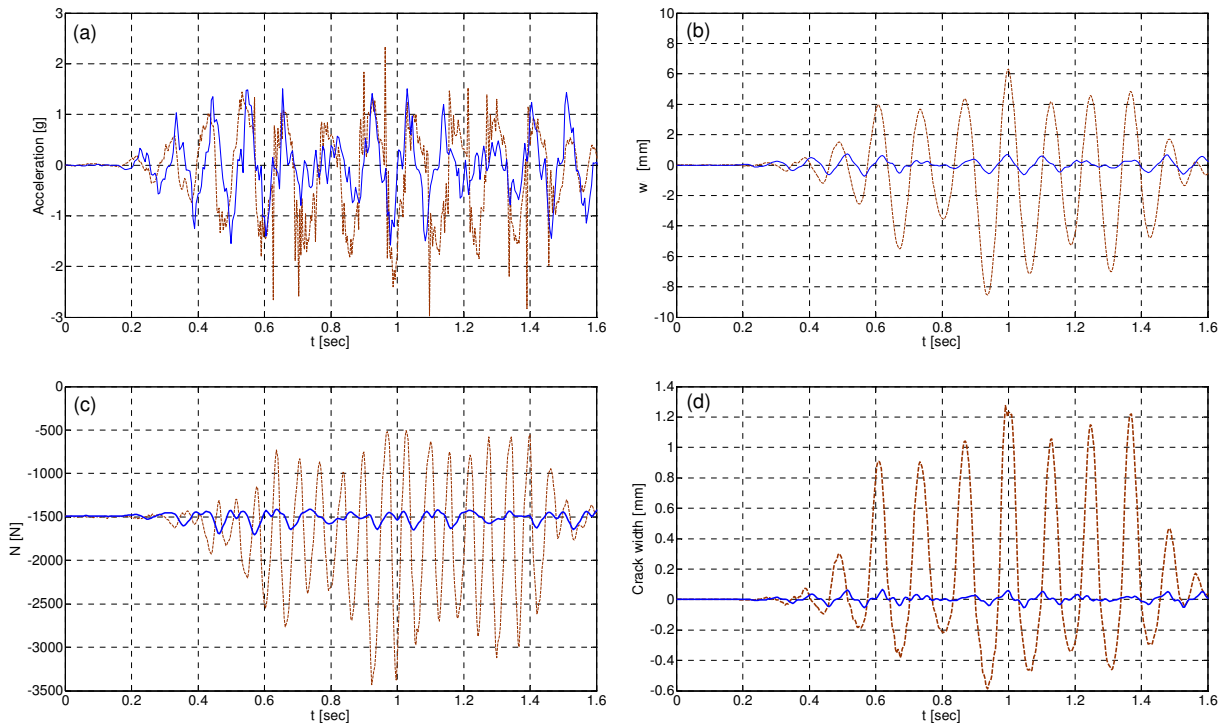 (a)
3
2
1
0
-1
-2
-3
Acceleration [g]
0 0.2 0.4 0.6 0.8 1 1.2 1.4 1.6
t [sec]
(b)
10
8
6
4
2
0
-2
-4
-6
-8
-10
w [mm]
0 0.2 0.4 0.6 0.8 1 1.2 1.4 1.6
t [sec]
(c)
0
-500
-1000
-1500
-2000
-2500
-3000
-3500
N [N]
0 0.2 0.4 0.6 0.8 1 1.2 1.4 1.6
t [sec]
(d)
1.4
1.2
1
0.8
0.6
0.4
0.2
0
-0.2
-0.4
-0.6
Crack width [mm]
0 0.2 0.4 0.6 0.8 1 1.2 1.4 1.6
t [sec]